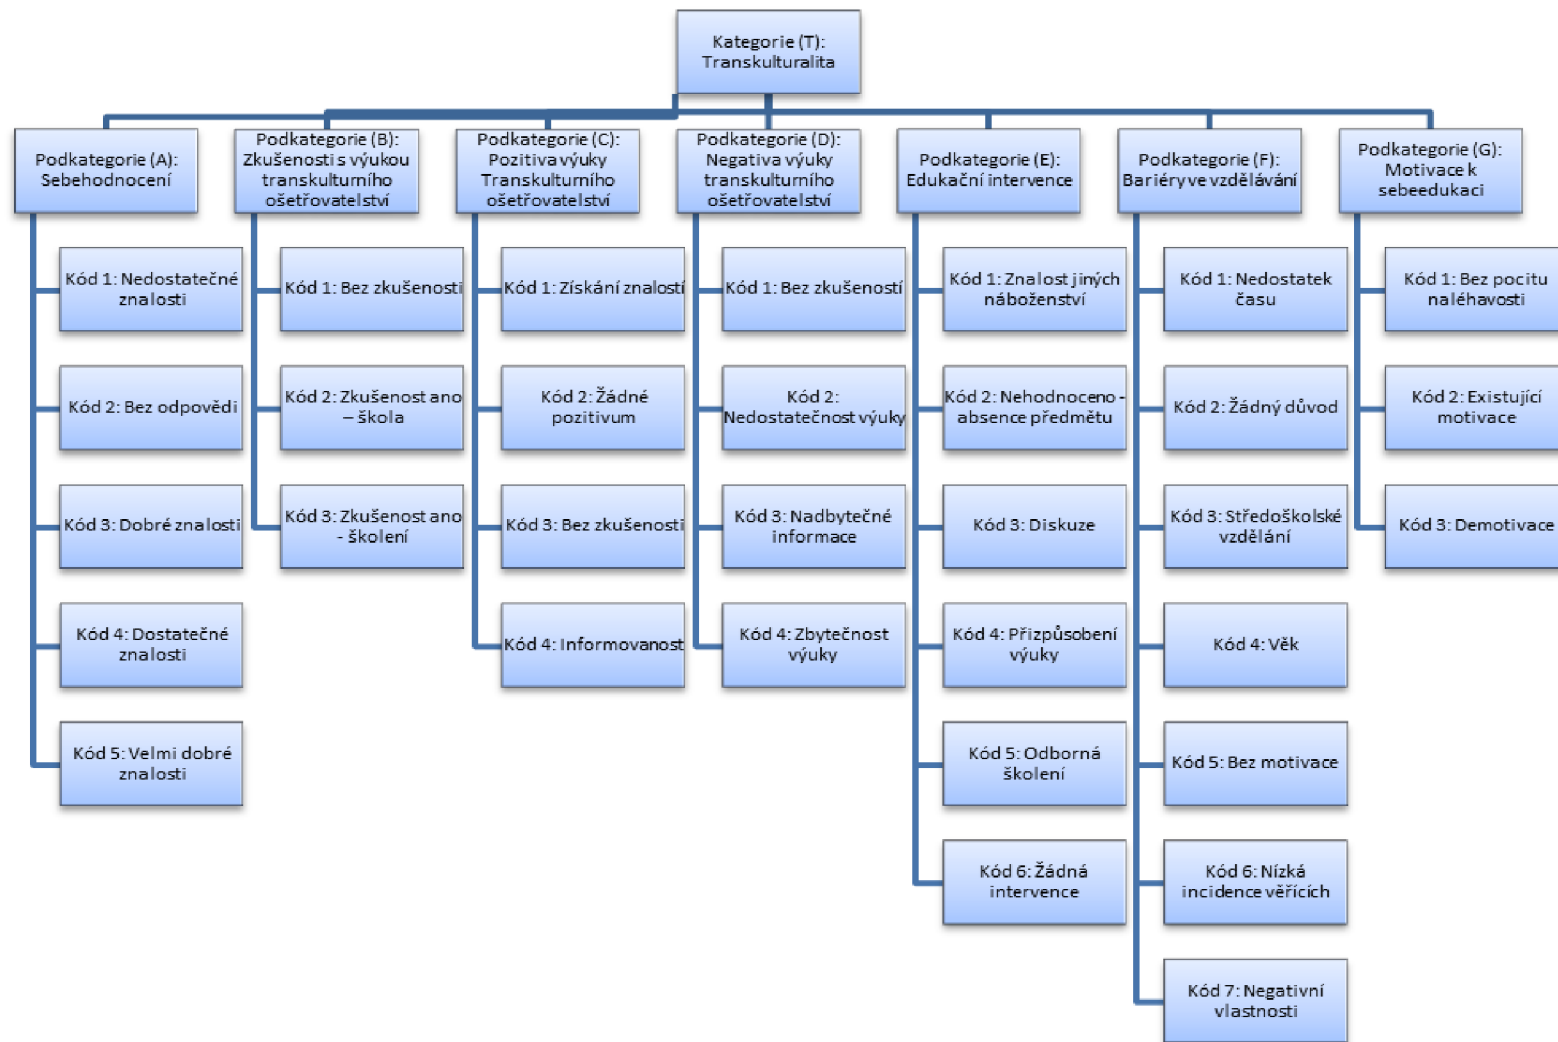 Kategorie (T):
Transkulturalita
Podkategorie (A):
Sebehodnocení
Kód 1: Nedostatečné
znalosti
Kód 2: Bez odpovědi
Kód 3: Dobré znalosti
Kód 4: Dostatečné
znalosti
Kód 5: Velmi dobré
znalosti
Podkategorie (B):
Zkušenosti s výukou
transkulturního
ošetřovatelství
Kód 1: Bez zkušenosti
Kód 2: Zkušenost ano
– škola
Kód 3: Zkušenost ano
- školení
Podkategorie (C):
Pozitiva výuky
Transkulturního
ošetřovatelství
Kód 1: Získání znalostí
Kód 2: Žádné
pozitivum
Kód 3: Bez zkušenosti
Kód 4: Informovanost
Podkategorie (D):
Negativa výuky
transkulturního
ošetřovatelství
Kód 1: Bez zkušeností
Kód 2:
Nedostatečnost výuky
Kód 3: Nadbytečné
informace
Kód 4: Zbytečnost
výuky
Podkategorie (E):
Edukační intervence
Kód 1: Znalost jiných
náboženství
Kód 2: Nehodnoceno -
absence předmětu
Kód 3: Diskuze
Kód 4: Přizpůsobení
výuky
Kód 5: Odborná
školení
Kód 6: Žádná
intervence
Podkategorie (F):
Bariéry ve vzdělávání
Kód 1: Nedostatek
času
Kód 2: Žádný důvod
Kód 3: Středoškolské
vzdělání
Kód 4: Věk
Kód 5: Bez motivace
Kód 6: Nízká
incidence věřících
Kód 7: Negativní
vlastnosti
Podkategorie (G):
Motivace k
sebeedukaci
Kód 1: Bez pocitu
naléhavosti
Kód 2: Existující
motivace
Kód 3: Demotivace